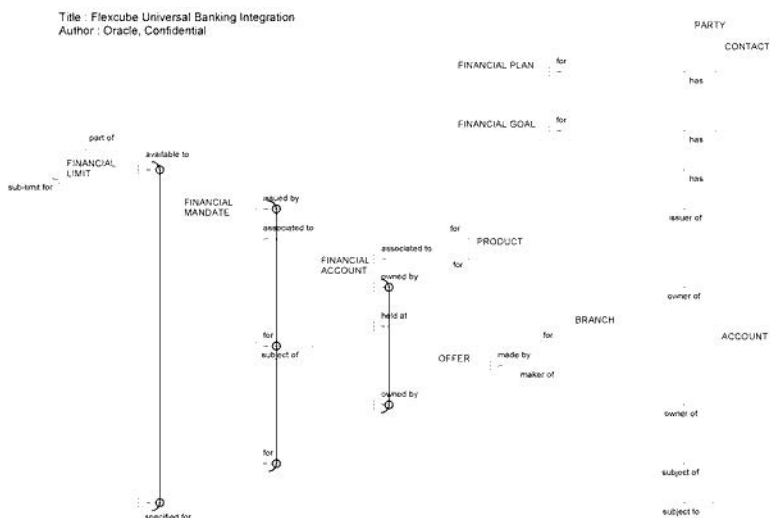 Title : Flexcube Universal Banking Integration
Author : Oracle, Confidential
PARTY
CONTACT
FINANCIAL PLAN
for
has
FINANCIAL GOAL
for
has
part of
FINANCIAL
LIMIT
available to
sub-limit for
has
FINANCIAL
MANDATE
issued by
issuer of
associated to
for
PRODUCT
FINANCIAL
ACCOUNT
associated to
for
owned by
owner of
held at
BRANCH
for
for
subject of
OFFER
made by
maker of
ACCOUNT
owned by
owner of
for
subject of
specified for
subject to